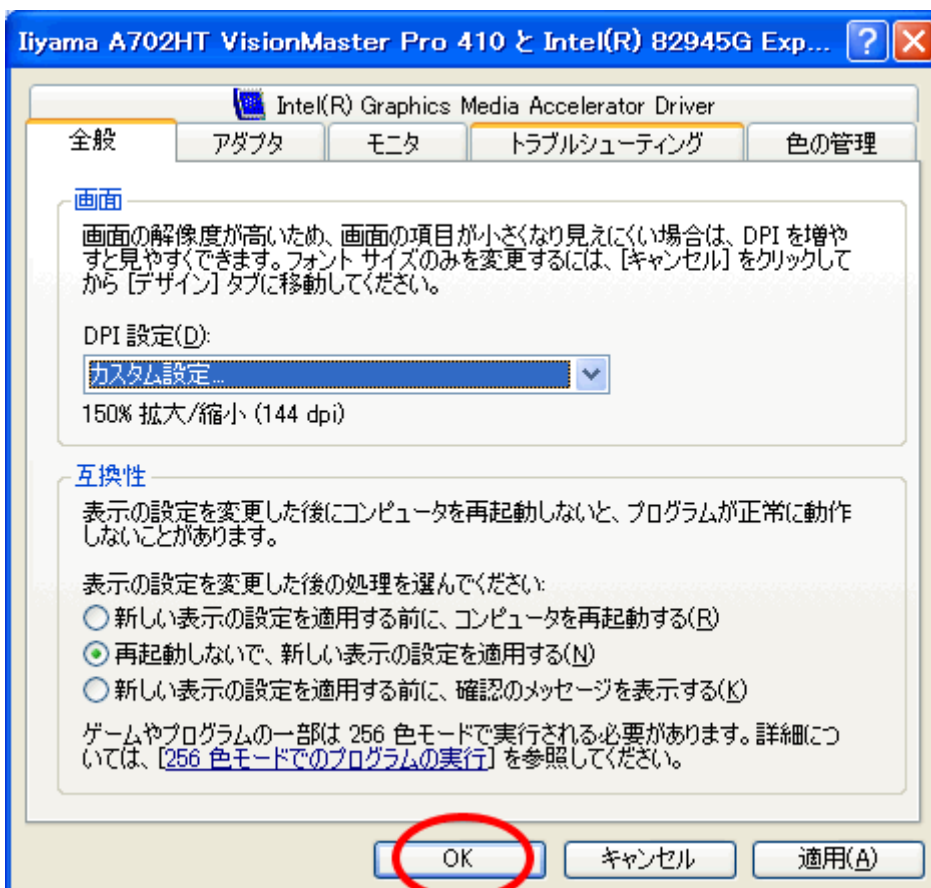 Iiyama A702HT VisionMaster Pro 410 と Intel(R) 82945G Exp...
Intel(R) Graphics Media Accelerator Driver
全般 アダプタ モニタ トラブルシューティング 色の管理
画面
画面の解像度が高いため、画面の項目が小さくなり見えにくい場合は、DPI を増や
すと見やすくできます。フォント サイズのみを変更するには、[キャンセル] をクリックして
から [デザイン] タブに移動してください。
DPI 設定(D):
カスタム設定...
150% 拡大/縮小 (144 dpi)
互換性
表示の設定を変更した後にコンピュータを再起動しないと、プログラムが正常に動作
しないことがあります。
表示の設定を変更した後の処理を選んでください:
新しい表示の設定を適用する前に、コンピュータを再起動する(R)
再起動しないで、新しい表示の設定を適用する(N)
新しい表示の設定を適用する前に、確認のメッセージを表示する(K)
ゲームやプログラムの一部は 256 色モードで実行される必要があります。詳細につ
いては、[256 色モードでのプログラムの実行] を参照してください。
OK キャンセル 適用(A)